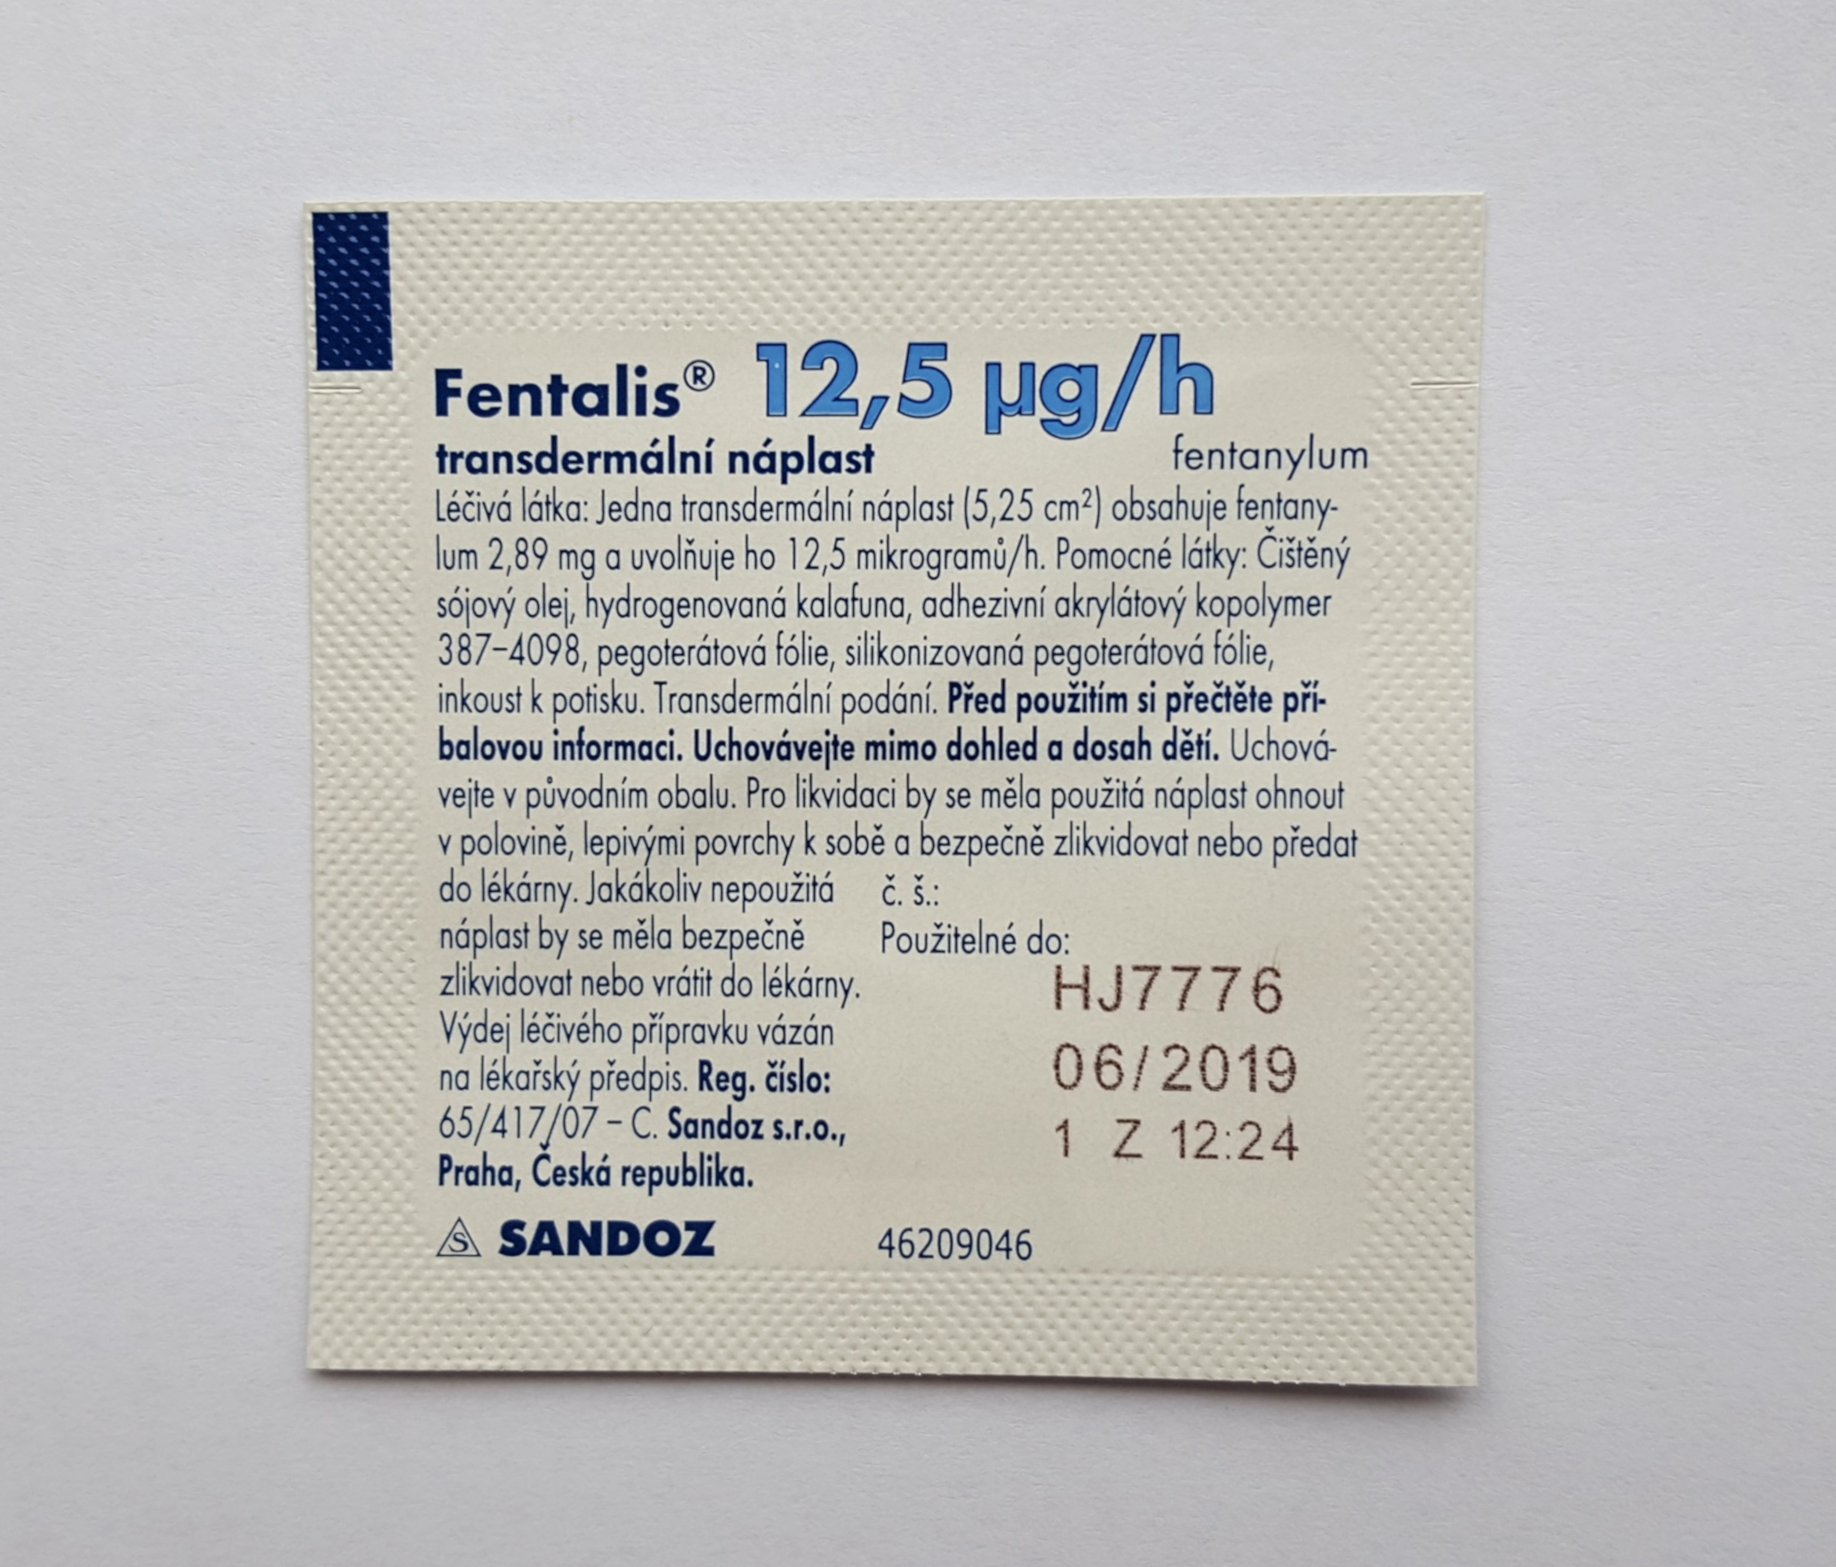 Fentalis® 12,5 µg/h
transdermální náplast fentanylum
Léčivá látka: Jedna transdermální náplast (5,25 cm²) obsahuje fentany-
lum 2,89 mg a uvolňuje ho 12,5 mikrogramů/h. Pomocné látky: Čištěný
sójový olej, hydrogenovaná kalafuna, adhezivní akrylátový kopolymer
387–4098, pegoterátová fólie, silikonizovaná pegoterátová fólie,
inkoust k potisku. Transdermální podání. Před použitím si přečtěte pří-
balovou informaci. Uchovávejte mimo dohled a dosah dětí. Uchová-
vejte v původním obalu. Pro likvidaci by se měla použitá náplast ohnout
v polovině, lepivými povrchy k sobě a bezpečně zlikvidovat nebo předat
do lékárny. Jakákoliv nepoužitá
náplast by se měla bezpečně
zlikvidovat nebo vrátit do lékárny.
Výdej léčivého přípravku vázán
na lékařský předpis. Reg. číslo:
65/417/07 – C. Sandoz s.r.o.,
Praha, Česká republika.
č. š.:
Použitelné do:
HJ7776
06/2019
1 Z 12:24
S SANDOZ
46209046